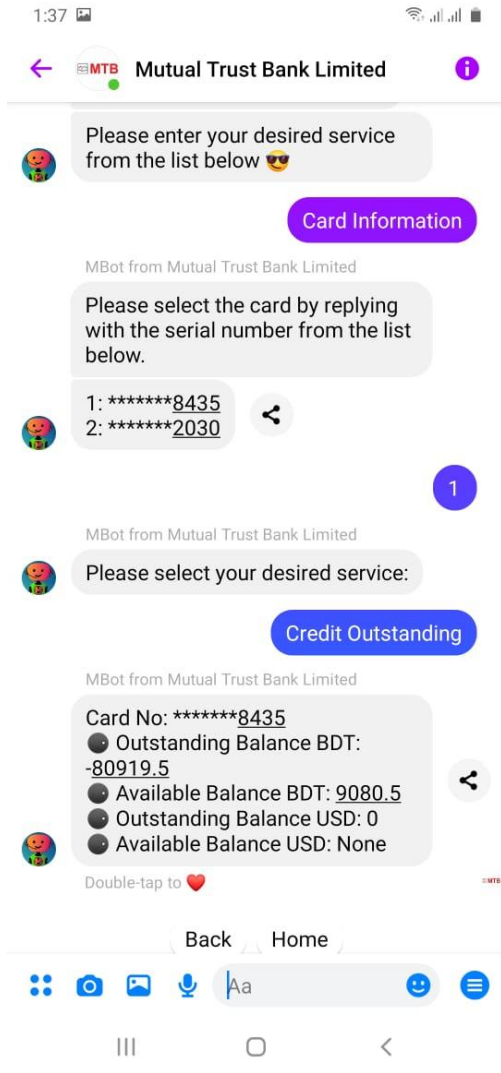 1:37
MTB Mutual Trust Bank Limited
Please enter your desired service
from the list below 😎
Card Information
MBot from Mutual Trust Bank Limited
Please select the card by replying
with the serial number from the list
below.
1: *******8435
2: *******2030
1
MBot from Mutual Trust Bank Limited
Please select your desired service:
Credit Outstanding
MBot from Mutual Trust Bank Limited
Card No: *******8435
⚫ Outstanding Balance BDT:
-80919.5
⚫ Available Balance BDT: 9080.5
⚫ Outstanding Balance USD: 0
⚫ Available Balance USD: None
Double-tap to ❤️
MTB
Back Home
Aa